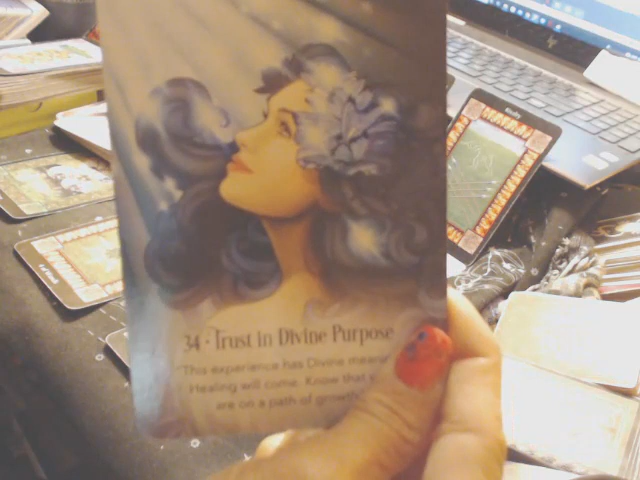 34 · Trust in Divine Purpose
"This experience has Divine
Healing will come. Know that
are on a path of growth